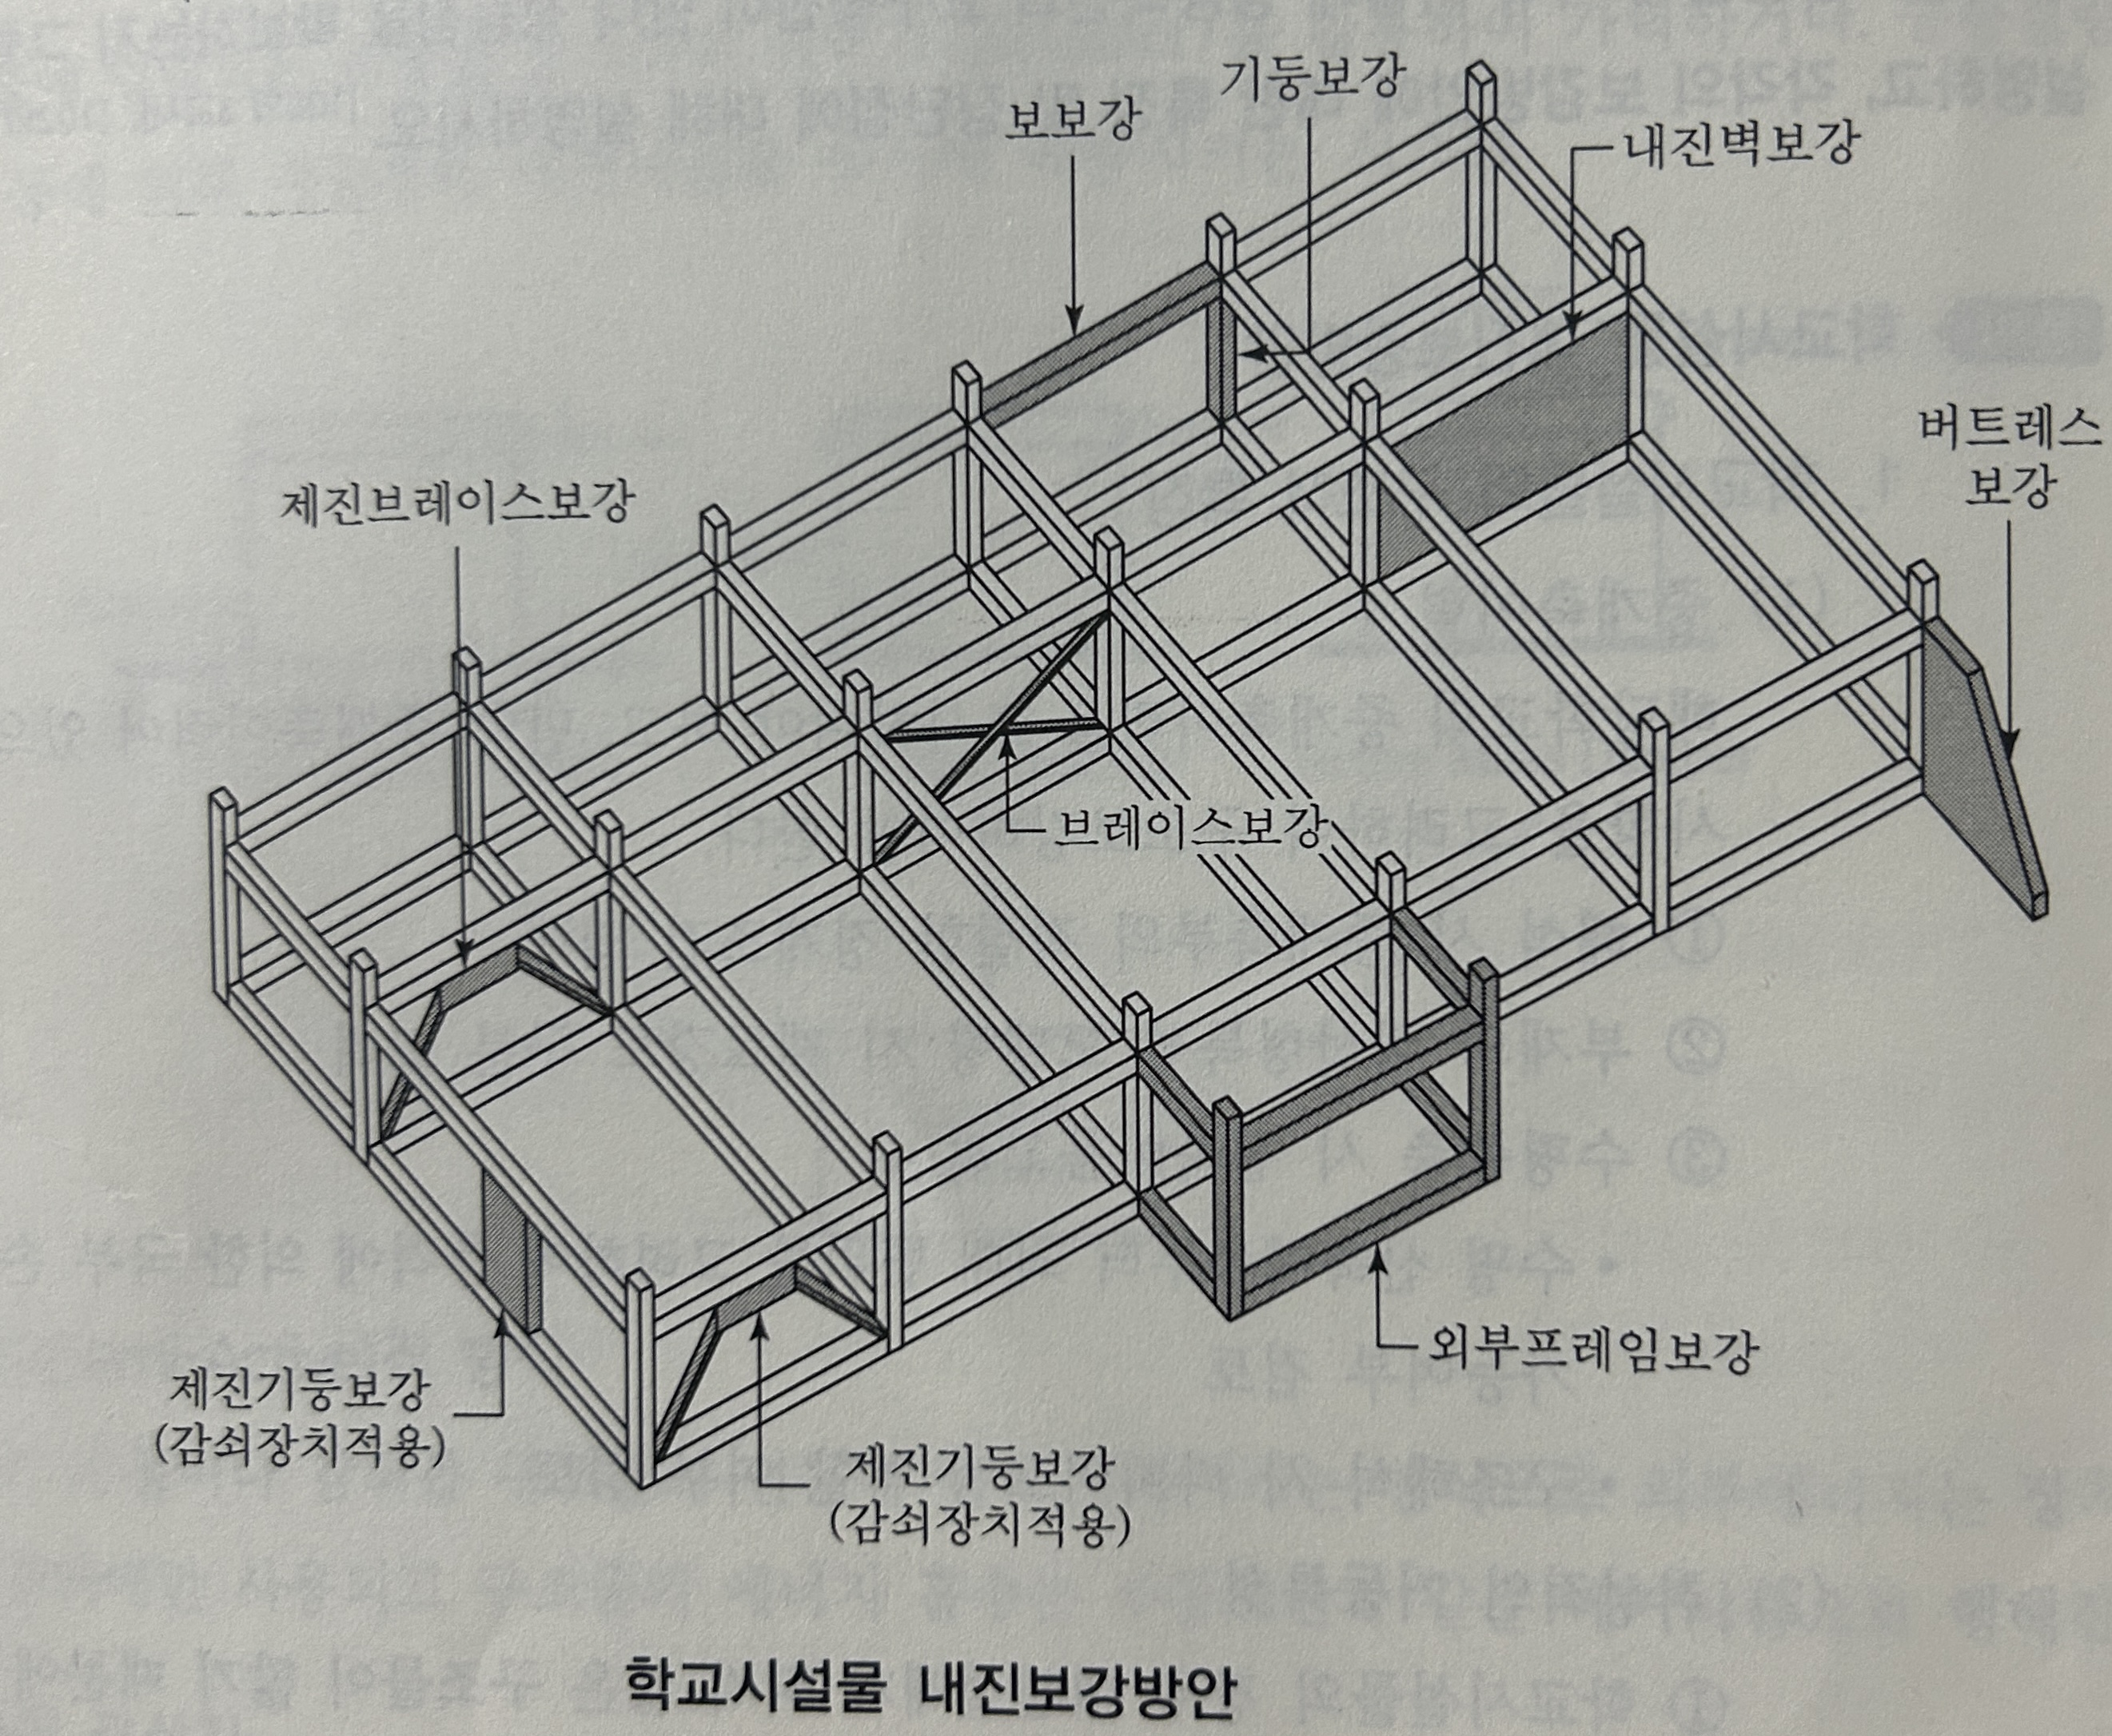 기둥보강
보보강
내진벽보강
버트레스
보강
제진브레이스보강
브레이스보강
외부프레임보강
제진기둥보강
(감쇠장치적용)
제진기둥보강
(감쇠장치적용)
학교시설물 내진보강방안